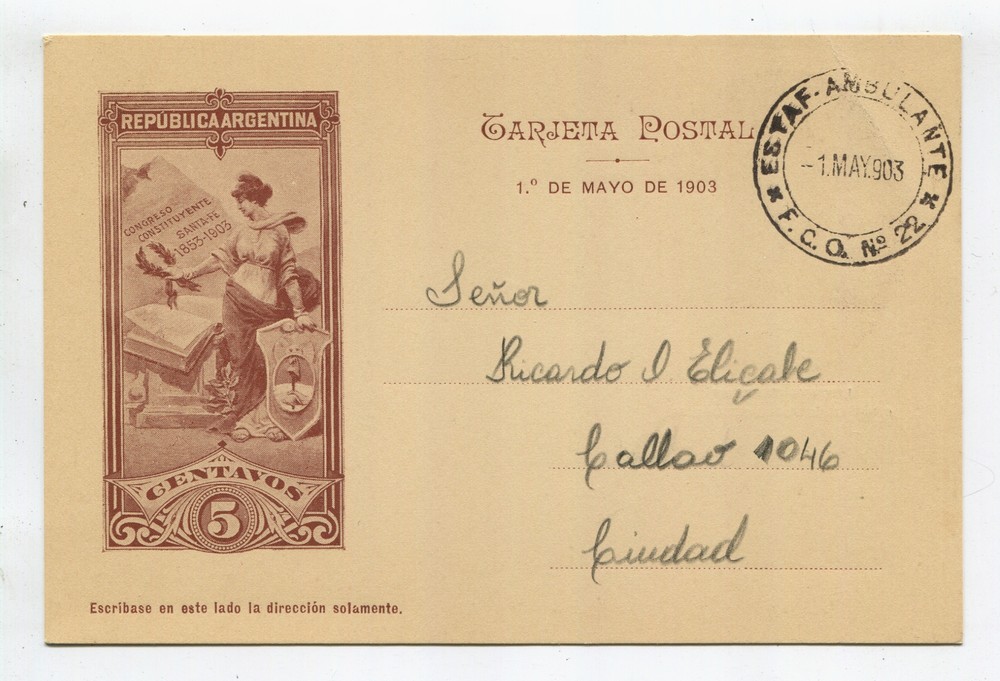 REPÚBLICA ARGENTINA
CONGRESO
CONSTITUYENTE
SANTA-FÉ
1853-1903
CENTAVOS
5
TARJETA POSTAL
1.º DE MAYO DE 1903
ESTAF. AMBULANTE
-1.MAY.903
F.C.O. Nº 22
Señor
Ricardo I Eliçabe
Callao 1046
Ciudad
Escríbase en este lado la dirección solamente.